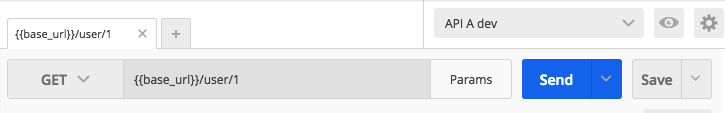 {{base_url}}/user/1
API A dev
GET {{base_url}}/user/1 Params Send Save